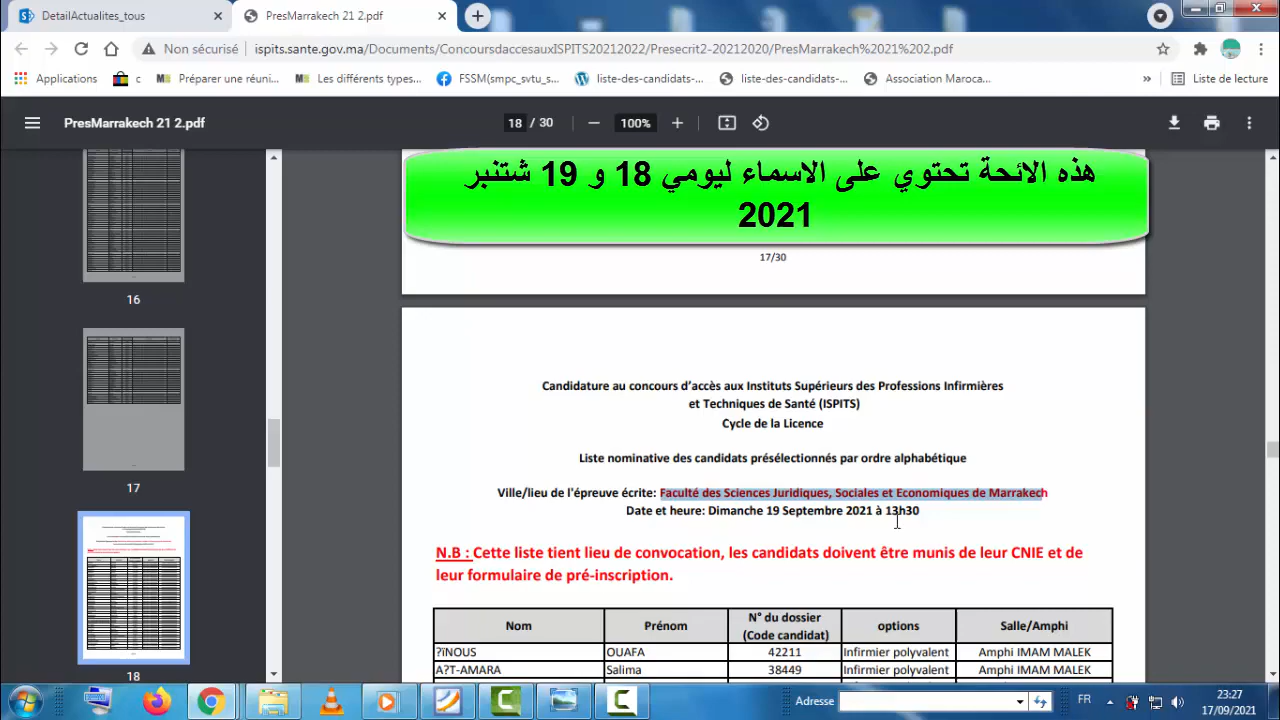 DetailActualites_tous
PresMarrakech 21 2.pdf
Non sécurisé
ispits.sante.gov.ma/Documents/ConcoursdaccesauxISPITS20212022/Presecrit2-20212020/PresMarrakech%2021%202.pdf
Applications
c
Préparer une réuni...
Les différents types...
FSSM(smpc_svtu_s...
liste-des-candidats-...
liste-des-candidats-...
Association Maroca...
»
Liste de lecture
PresMarrakech 21 2.pdf
18 / 30
100%
هذه الائحة تحتوي على الاسماء ليومي 18 و 19 شتنبر
2021
17/30
16
17
18
Candidature au concours d'accès aux Instituts Supérieurs des Professions Infirmières
et Techniques de Santé (ISPITS)
Cycle de la Licence
Liste nominative des candidats présélectionnés par ordre alphabétique
Ville/lieu de l'épreuve écrite: Faculté des Sciences Juridiques, Sociales et Economiques de Marrakech
Date et heure: Dimanche 19 Septembre 2021 à 13h30
N.B : Cette liste tient lieu de convocation, les candidats doivent être munis de leur CNIE et de
leur formulaire de pré-inscription.
Nom Prénom N° du dossier (Code candidat) options Salle/Amphi
?ïNOUS OUAFA 42211 Infirmier polyvalent Amphi IMAM MALEK
A?T-AMARA Salima 38449 Infirmier polyvalent Amphi IMAM MALEK
Adresse
FR
23:27
17/09/2021